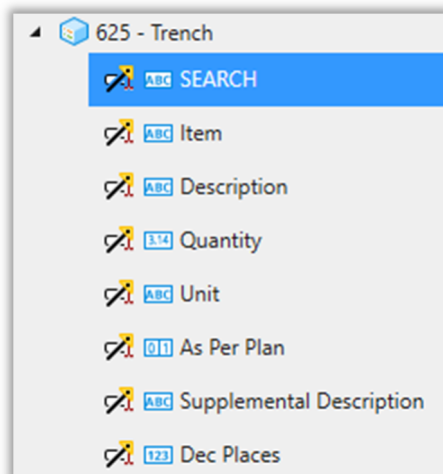 625 - Trench
ABC SEARCH
ABC Item
ABC Description
3.14 Quantity
ABC Unit
0 1 As Per Plan
ABC Supplemental Description
123 Dec Places